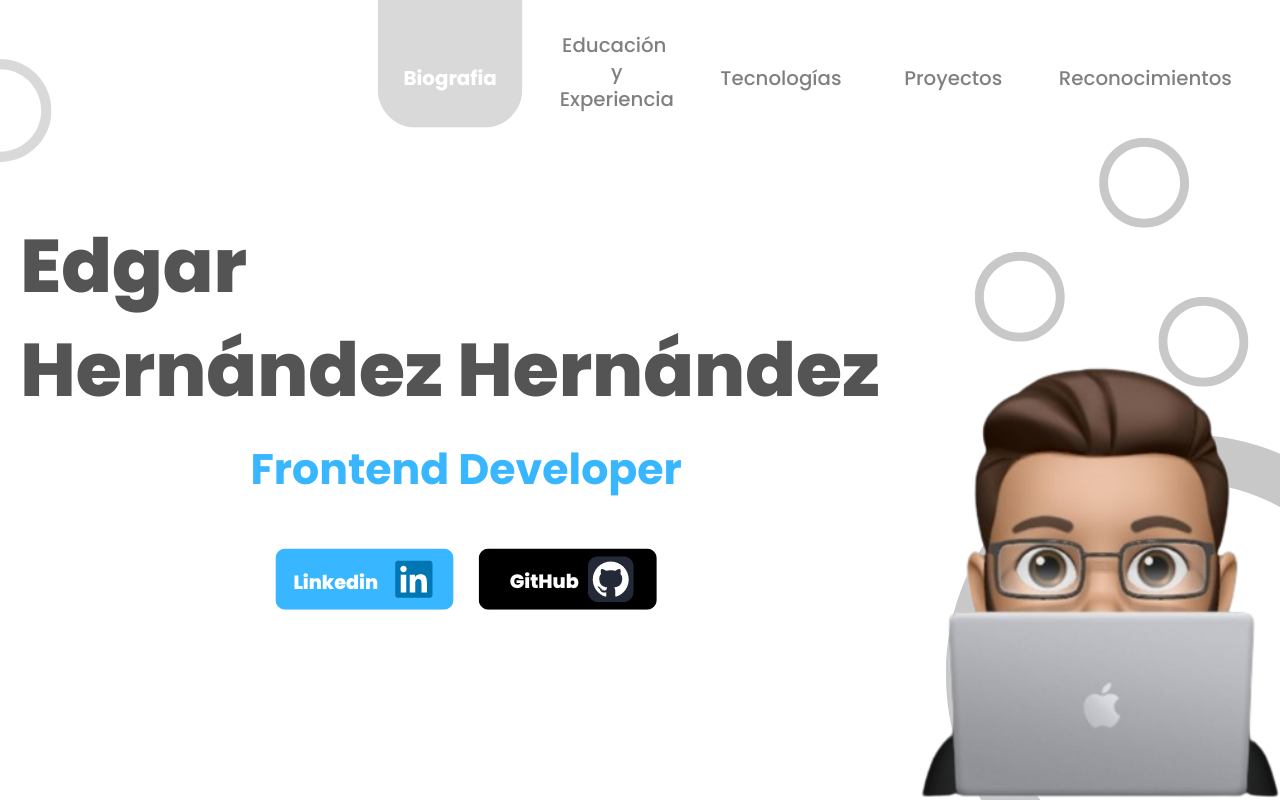 Biografia
Educación
y
Experiencia
Tecnologías
Proyectos
Reconocimientos
Edgar
Hernández Hernández
Frontend Developer
Linkedin in
GitHub